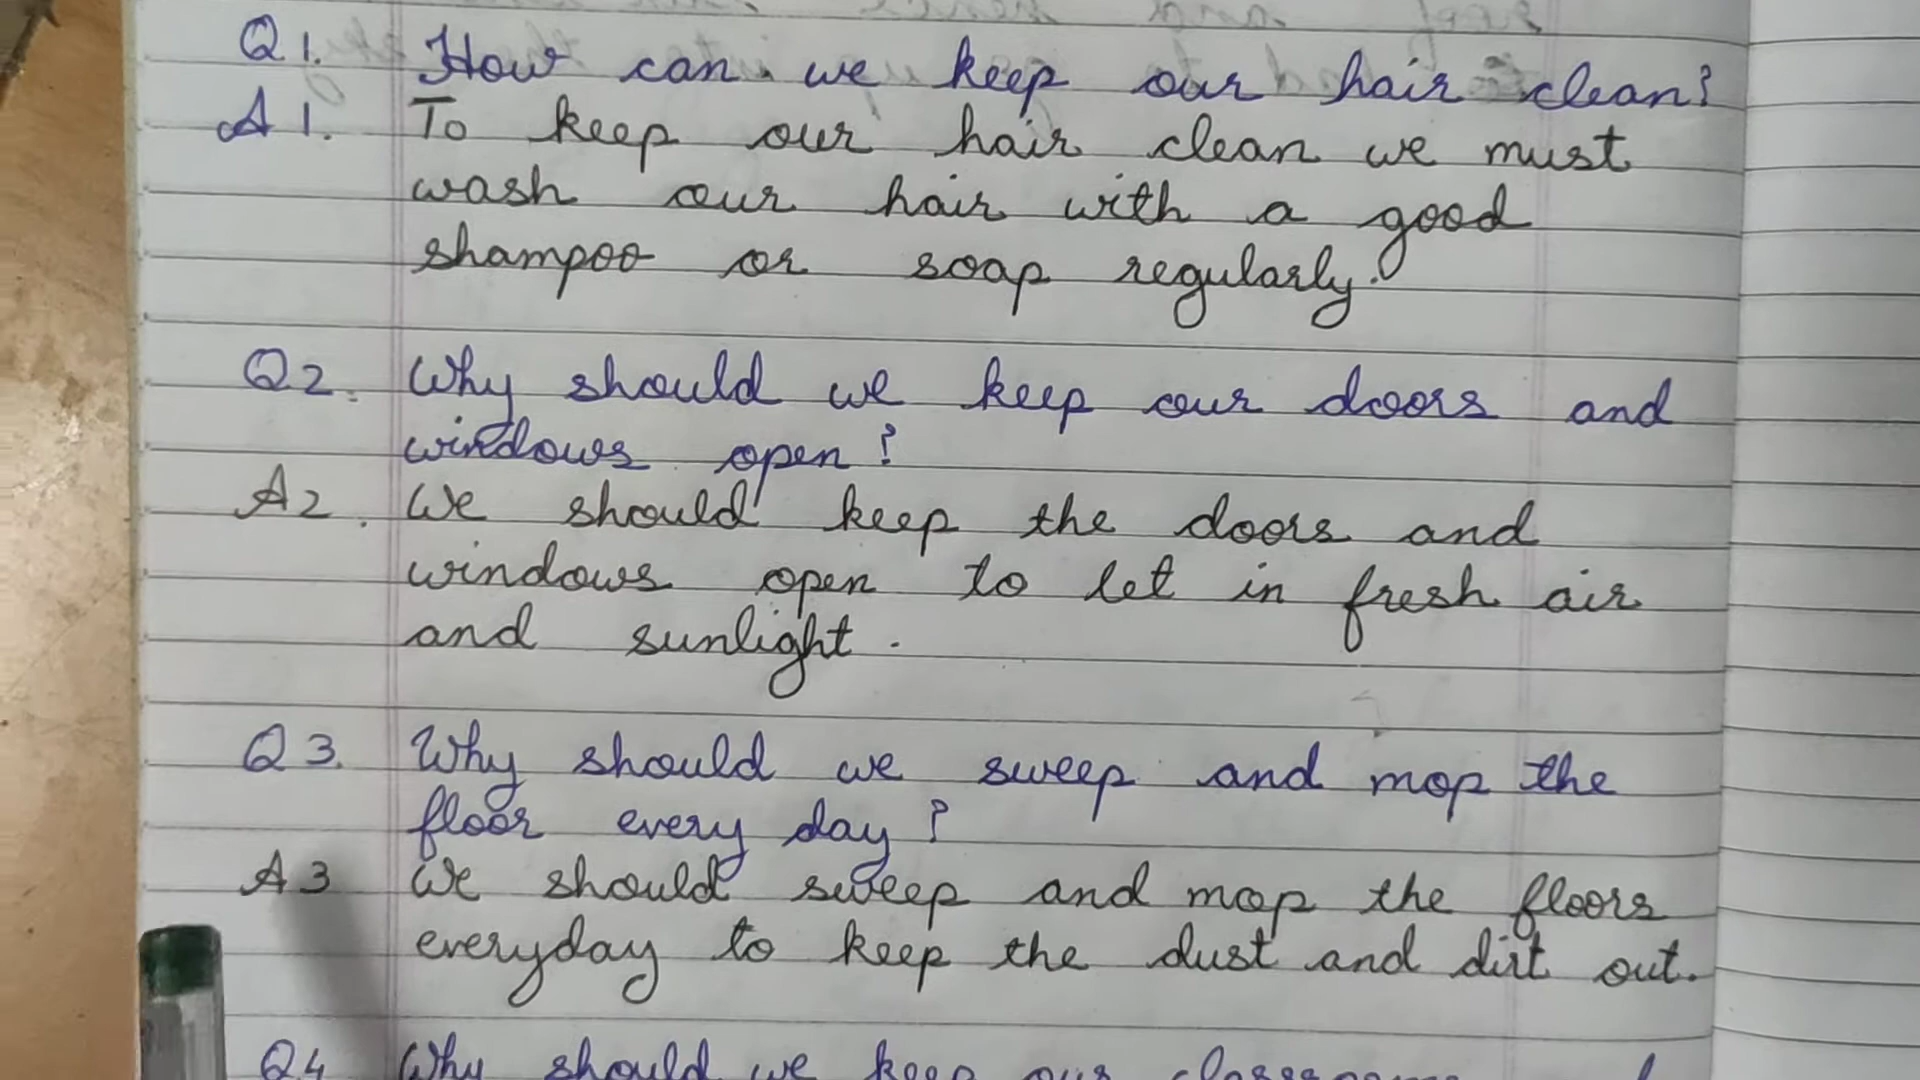 Q1. How can we keep our hair clean?
A1. To keep our hair clean we must
wash our hair with a good
shampoo or soap regularly.
Q2. Why should we keep our doors and
windows open?
A2. We should keep the doors and
windows open to let in fresh air
and sunlight.
Q3. Why should we sweep and mop the
floor every day?
A3 We should sweep and mop the floors
everyday to keep the dust and dirt out.
Q4 Why should we keep our